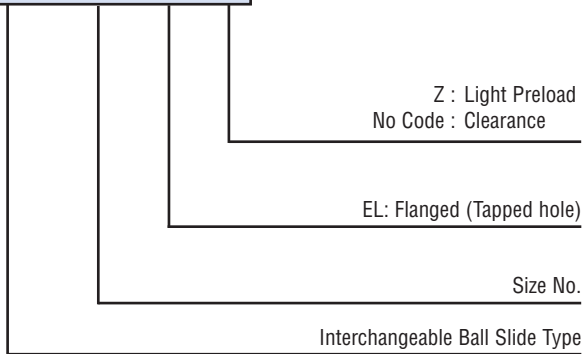 Z : Light Preload
No Code : Clearance
EL: Flanged (Tapped hole)
Size No.
Interchangeable Ball Slide Type